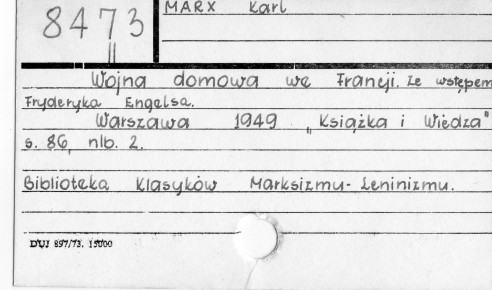 8473
MARX Karl
Wojna domowa we Francji. Ze wstępem
Fryderyka Engelsa.
Warszawa 1949 „Książka i Wiedza"
s. 86, nlb. 2.
Biblioteka Klasyków Marksizmu-Leninizmu.
DUJ 897/73. 15000